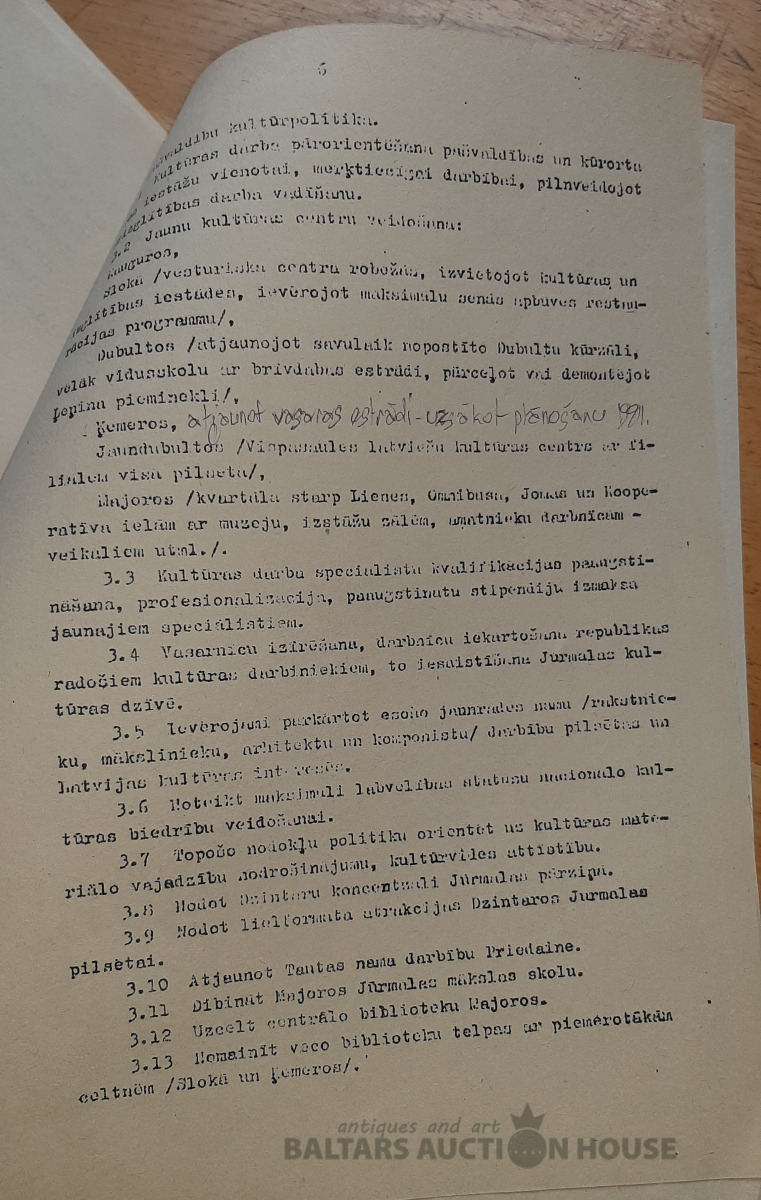 6
kultūrpolitika.
kultūras darba pārorientēšana pašvaldības un kūrorta
iestāžu vienotai, mērķtiecīgai darbībai, pilnveidojot
izglītības darba vadīšanu.
3.2 Jaunu kultūras centru veidošana:
Kauguros,
Slokā /vēsturiskā centra robežās, izvietojot kultūras un
izglītības iestādes, ievērojot maksimālu senās apbūves restau-
rācijas programmu/,
Dubultos /atjaunojot savulaik nopostīto Dubultu kūrzāli,
vēlāk vidusskolu ar brīvdabas estrādi, pārceļot vai demontējot
Ļeņina pieminekli/,
Ķemeros, atjaunot vasaras estrādi-uzsākot plānošanu 1991.
Jaundubultos /Vispasaules latviešu kultūras centrs ar fi-
liālēm visā pilsētā/,
Majoros /kvartāla starp Lienes, Omnibusa, Jomas un Koope-
ratīva ielām ar muzeju, izstāžu zālēm, amatnieku darbnīcām -
veikaliem utml./.
3.3 Kultūras darba speciālistu kvalifikācijas paaugsti-
nāšana, profesionalizācija, paaugstinātu stipendiju izmaksa
jaunajiem speciālistiem.
3.4 Vasarnīcu izīrēšana, darbnīcu iekārtošana republikas
radošiem kultūras darbiniekiem, to iesaistīšana Jūrmalas kul-
tūras dzīvē.
3.5 Ievērojami pārkārtot esošo jaunrades namu /rakstnie-
ku, mākslinieku, arhitektu un komponistu/ darbību pilsētas un
Latvijas kultūras interesēs.
3.6 Noteikt maksimāli labvēlības statusu nacionālo kul-
tūras biedrību veidošanai.
3.7 Topošo nodokļu politiku orientēt uz kultūras mate-
riālo vajadzību nodrošinājumu, kultūrvides attīstību.
3.8 Nodot Dzintaru koncertzāli Jūrmalas pārziņā.
3.9 Nodot lielformāta atrakcijas Dzintaros Jūrmalas
pilsētai.
3.10 Atjaunot Tautas nama darbību Priedainē.
3.11 Dibināt Majoros Jūrmalas mākslas skolu.
3.12 Uzcelt centrālo bibliotēku Majoros.
3.13 Nomainīt veco bibliotēku telpas ar piemērotākām
celtnēm /Slokā un Ķemeros/.
antiques and art
BALTARS AUCTION HOUSE